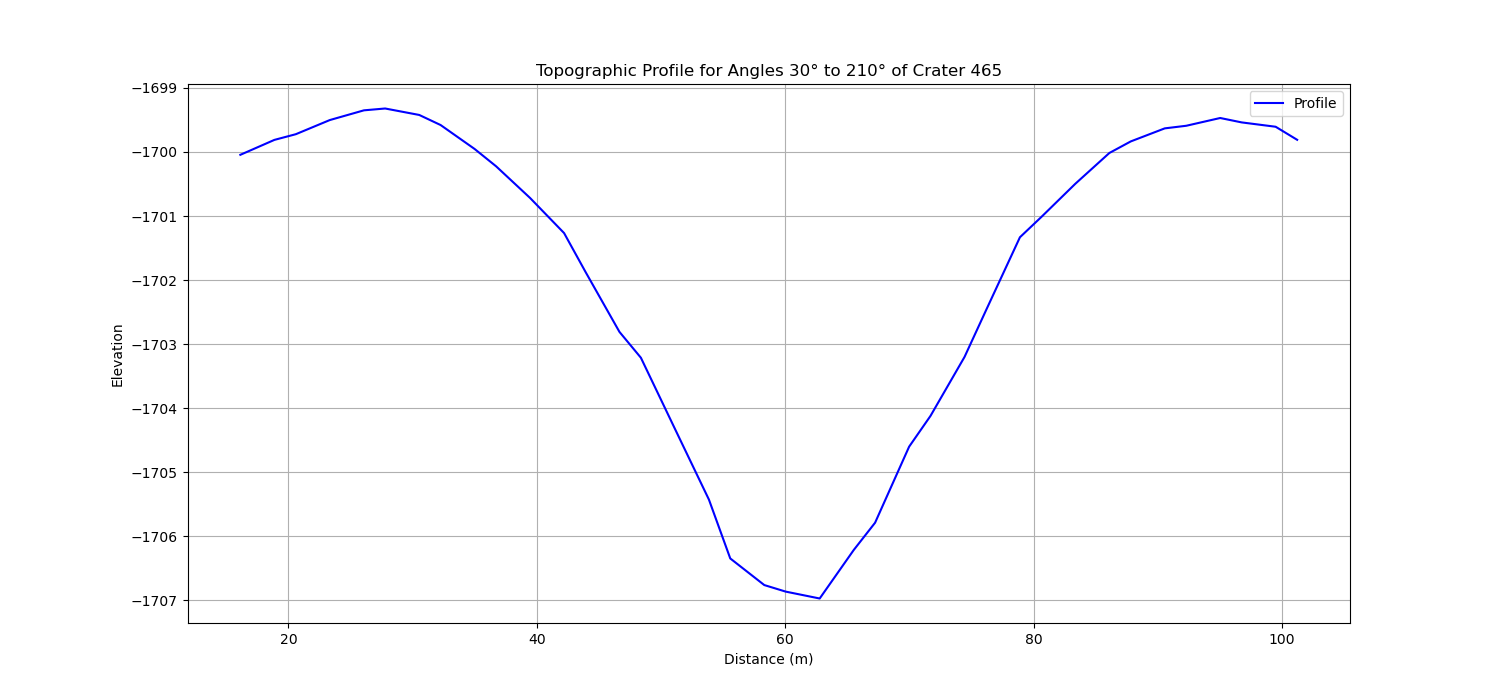 Topographic Profile for Angles 30° to 210° of Crater 465
Profile
−1699
−1700
−1701
−1702
−1703
−1704
−1705
−1706
−1707
Elevation
20 40 60 80 100
Distance (m)